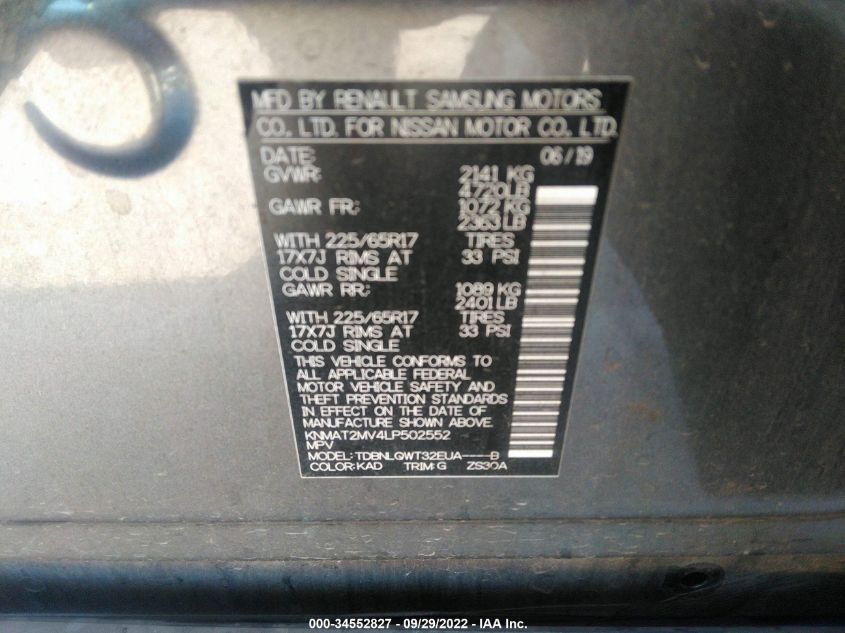 MFD BY RENAULT SAMSUNG MOTORS
CO., LTD. FOR NISSAN MOTOR CO., LTD.
DATE: 06/19
GVWR: 2141 KG
4720LB
GAWR FR: 1072 KG
2363LB
WITH 225/65R17 TIRES
17X7J RIMS AT 33 PSI
COLD SINGLE
GAWR RR: 1089 KG
2401LB
WITH 225/65R17 TIRES
17X7J RIMS AT 33 PSI
COLD SINGLE
THIS VEHICLE CONFORMS TO
ALL APPLICABLE FEDERAL
MOTOR VEHICLE SAFETY AND
THEFT PREVENTION STANDARDS
IN EFFECT ON THE DATE OF
MANUFACTURE SHOWN ABOVE.
KNMAT2MV4LP502552
MPV
MODEL: TDBNLQWT32EUA----B
COLOR:KAD TRIM:G ZS30A
000-34552827 - 09/29/2022 - IAA Inc.